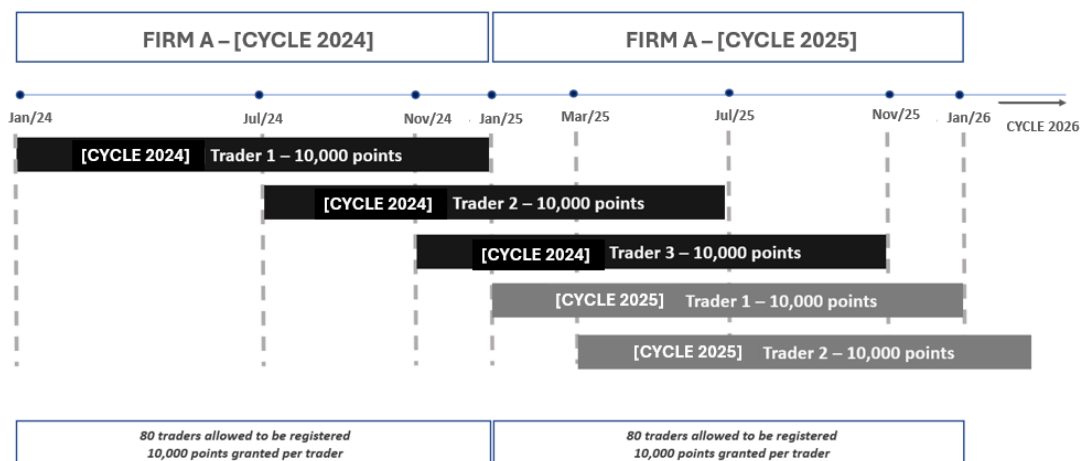 FIRM A – [CYCLE 2024]
FIRM A – [CYCLE 2025]
Jan/24
Jul/24
Nov/24
Jan/25
Mar/25
Jul/25
Nov/25
Jan/26
CYCLE 2026
[CYCLE 2024] Trader 1 – 10,000 points
[CYCLE 2024] Trader 2 – 10,000 points
[CYCLE 2024] Trader 3 – 10,000 points
[CYCLE 2025] Trader 1 – 10,000 points
[CYCLE 2025] Trader 2 – 10,000 points
80 traders allowed to be registered
10,000 points granted per trader
80 traders allowed to be registered
10,000 points granted per trader